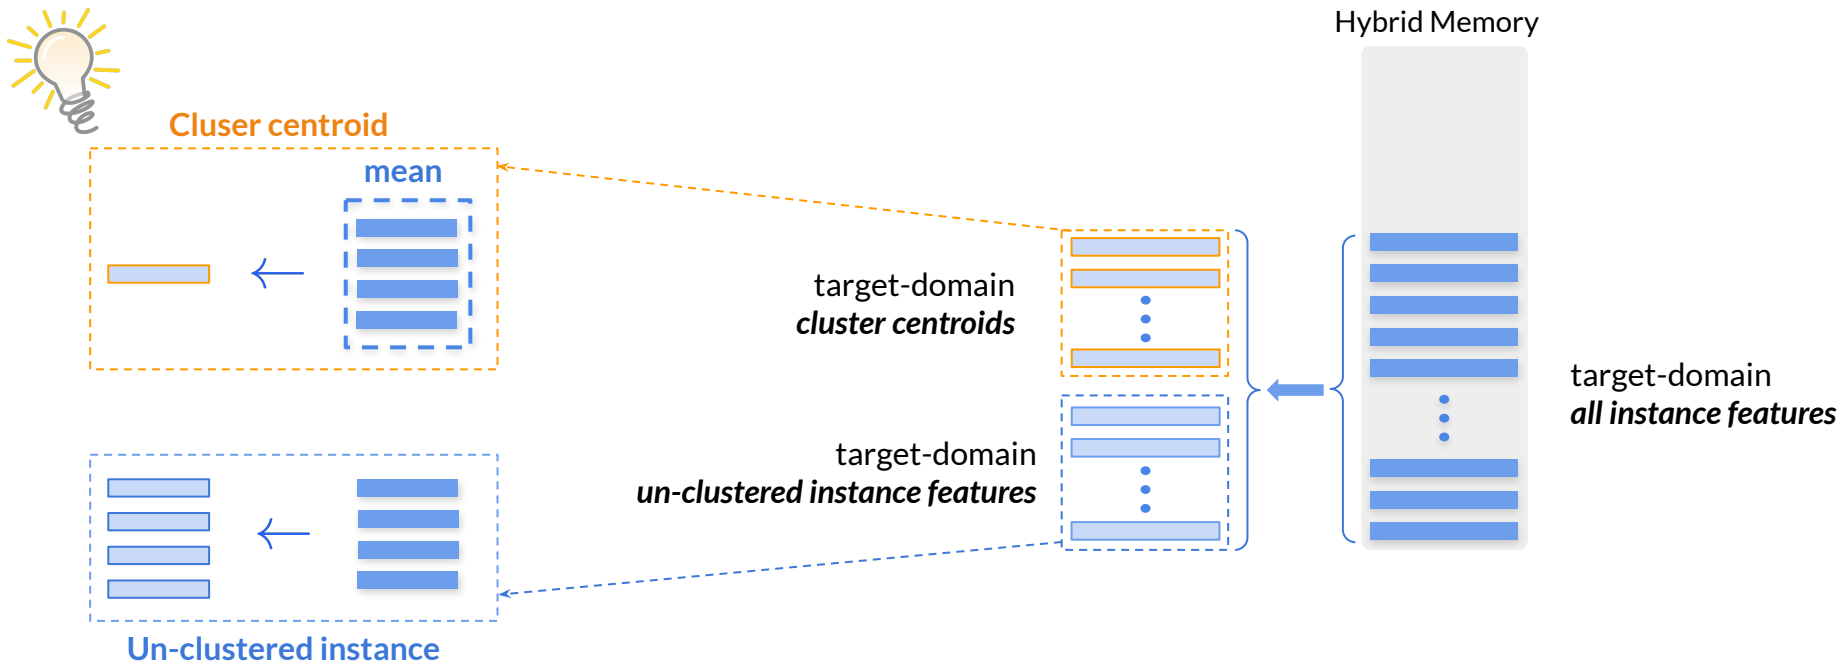 Hybrid Memory
Cluser centroid
mean
target-domain
cluster centroids
target-domain
all instance features
target-domain
un-clustered instance features
Un-clustered instance